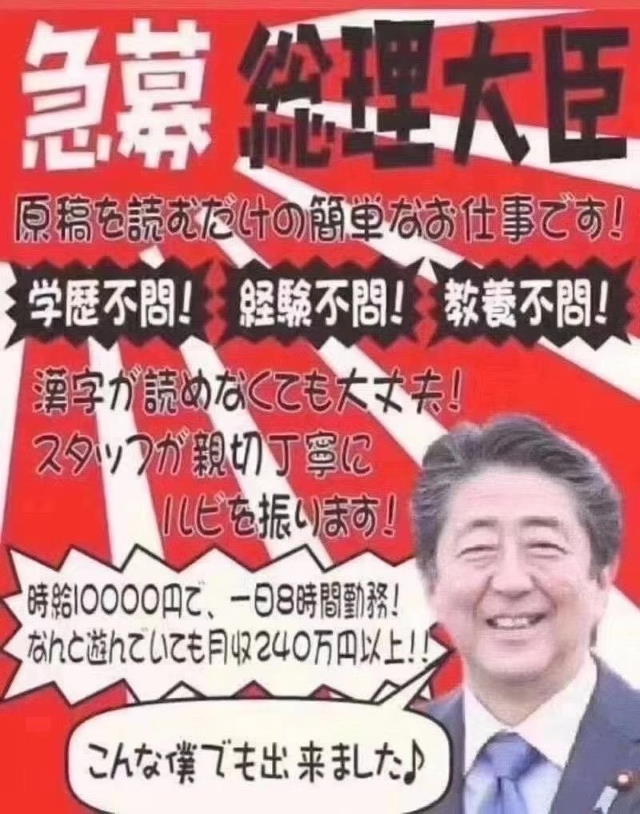 急募 総理大臣
原稿を読むだけの簡単なお仕事です!
学歴不問! 経験不問! 教養不問!
漢字が読めなくても大丈夫!
スタッフが親切丁寧に
ルビを振ります!
時給10000円で、一日8時間勤務!
なんと遊んでいても月収240万円以上!!
こんな僕でも出来ました♪